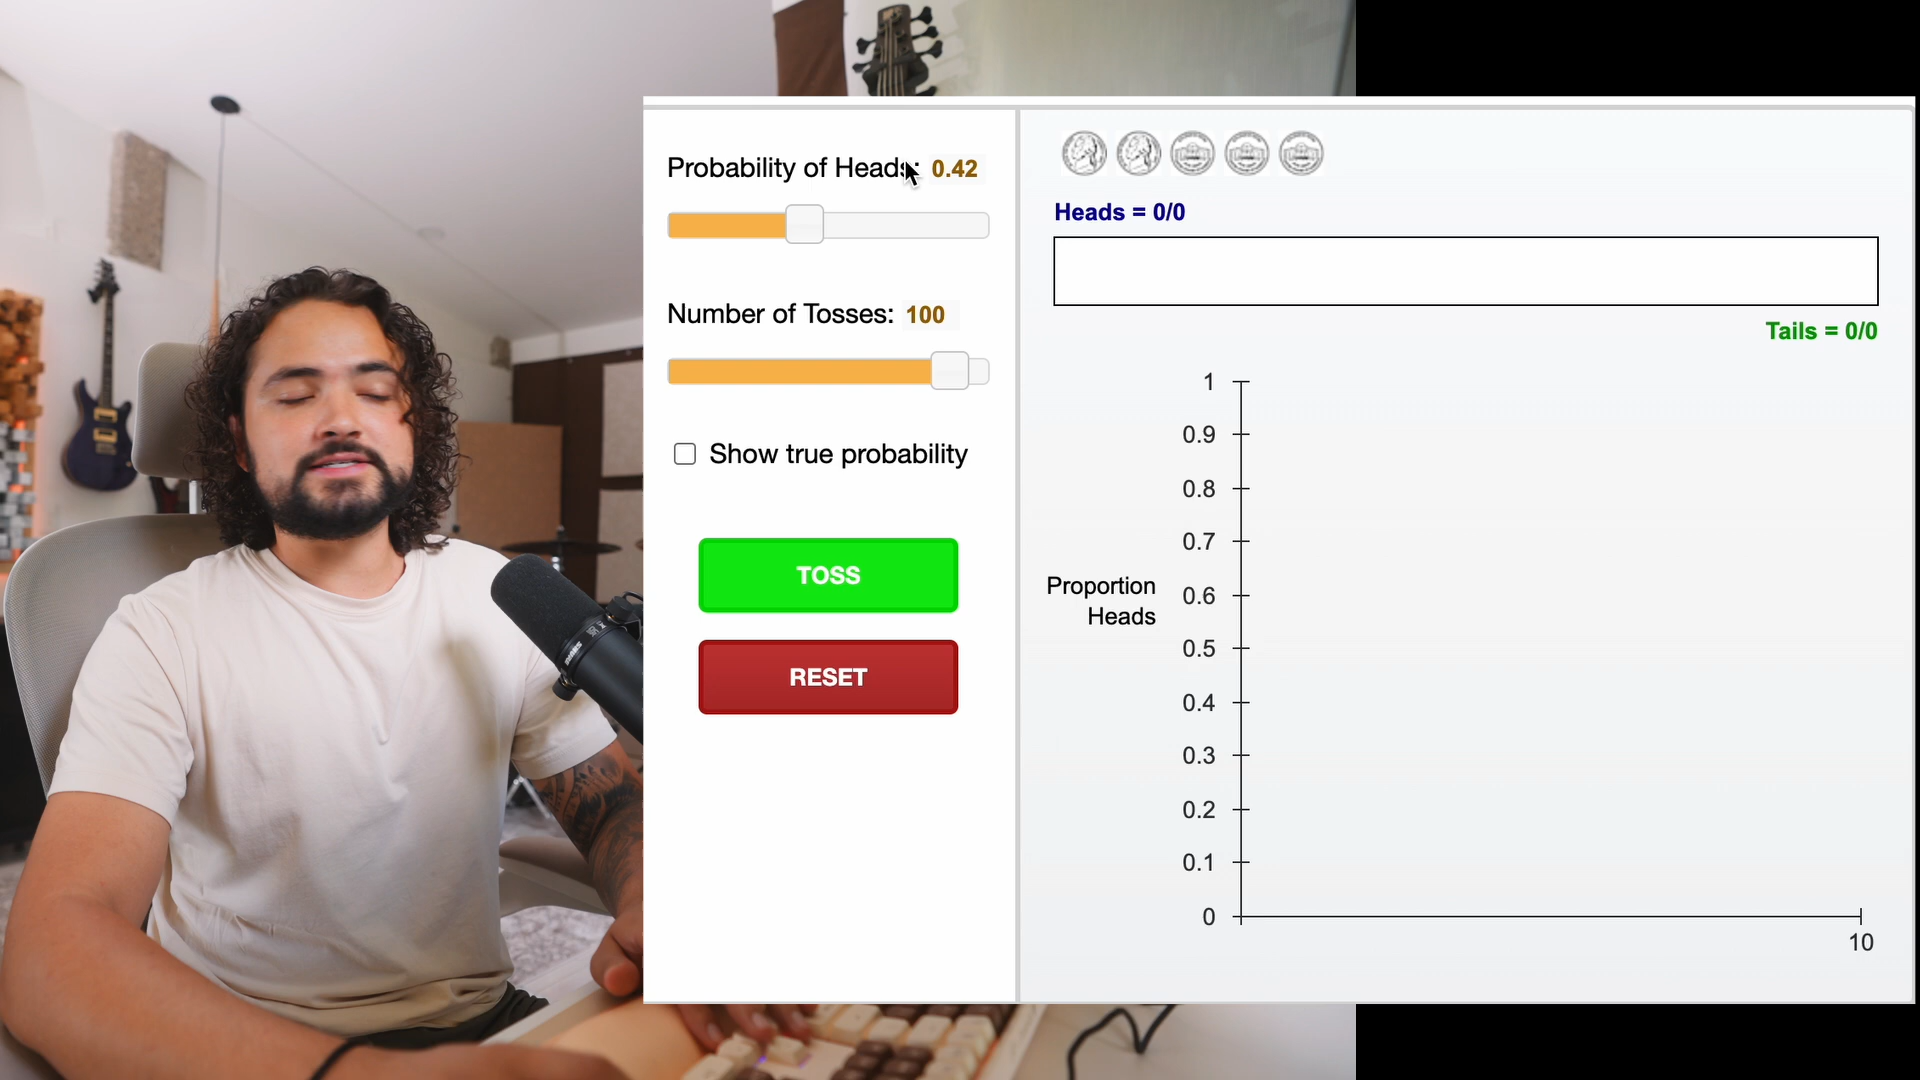 Probability of Heads: 0.42
Number of Tosses: 100
Show true probability
TOSS
RESET
Heads = 0/0
Tails = 0/0
1
0.9
0.8
0.7
Proportion
Heads
0.6
0.5
0.4
0.3
0.2
0.1
0
10